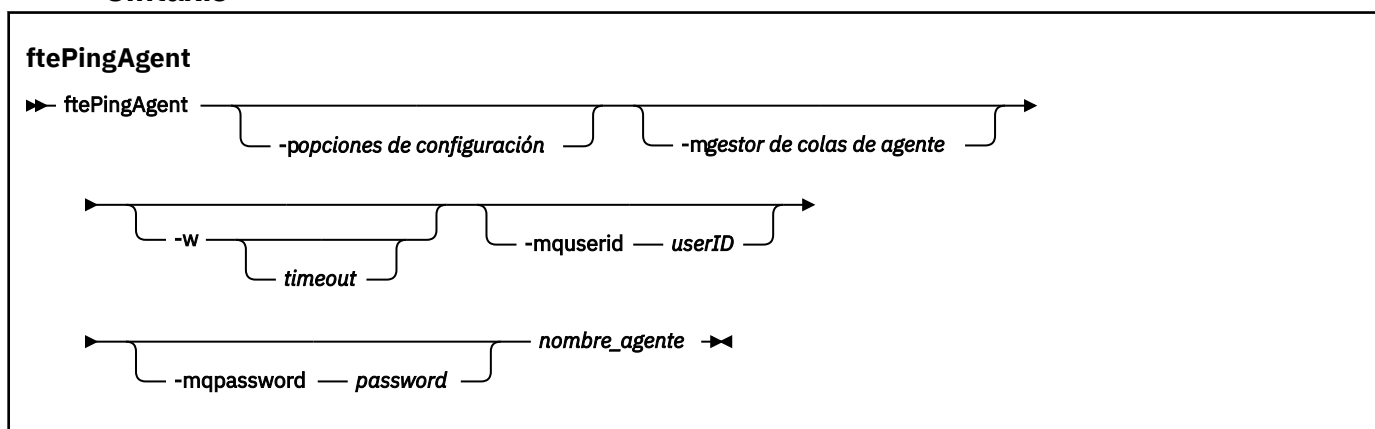 ftePingAgent
ftePingAgent
-popciones de configuración
-mgestor de colas de agente
-w
timeout
-mquserid userID
-mqpassword password
nombre_agente